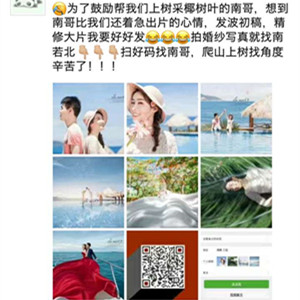 😂为了鼓励帮我们上树采椰树叶的南哥，想到
南哥比我们还着急出片的心情，发波初稿，精
修大片我要好好发😂😂😂拍婚纱写真就找南
若北👇🏼👇🏼👇🏼扫好码找南哥，爬山上树找角度
辛苦了！！！